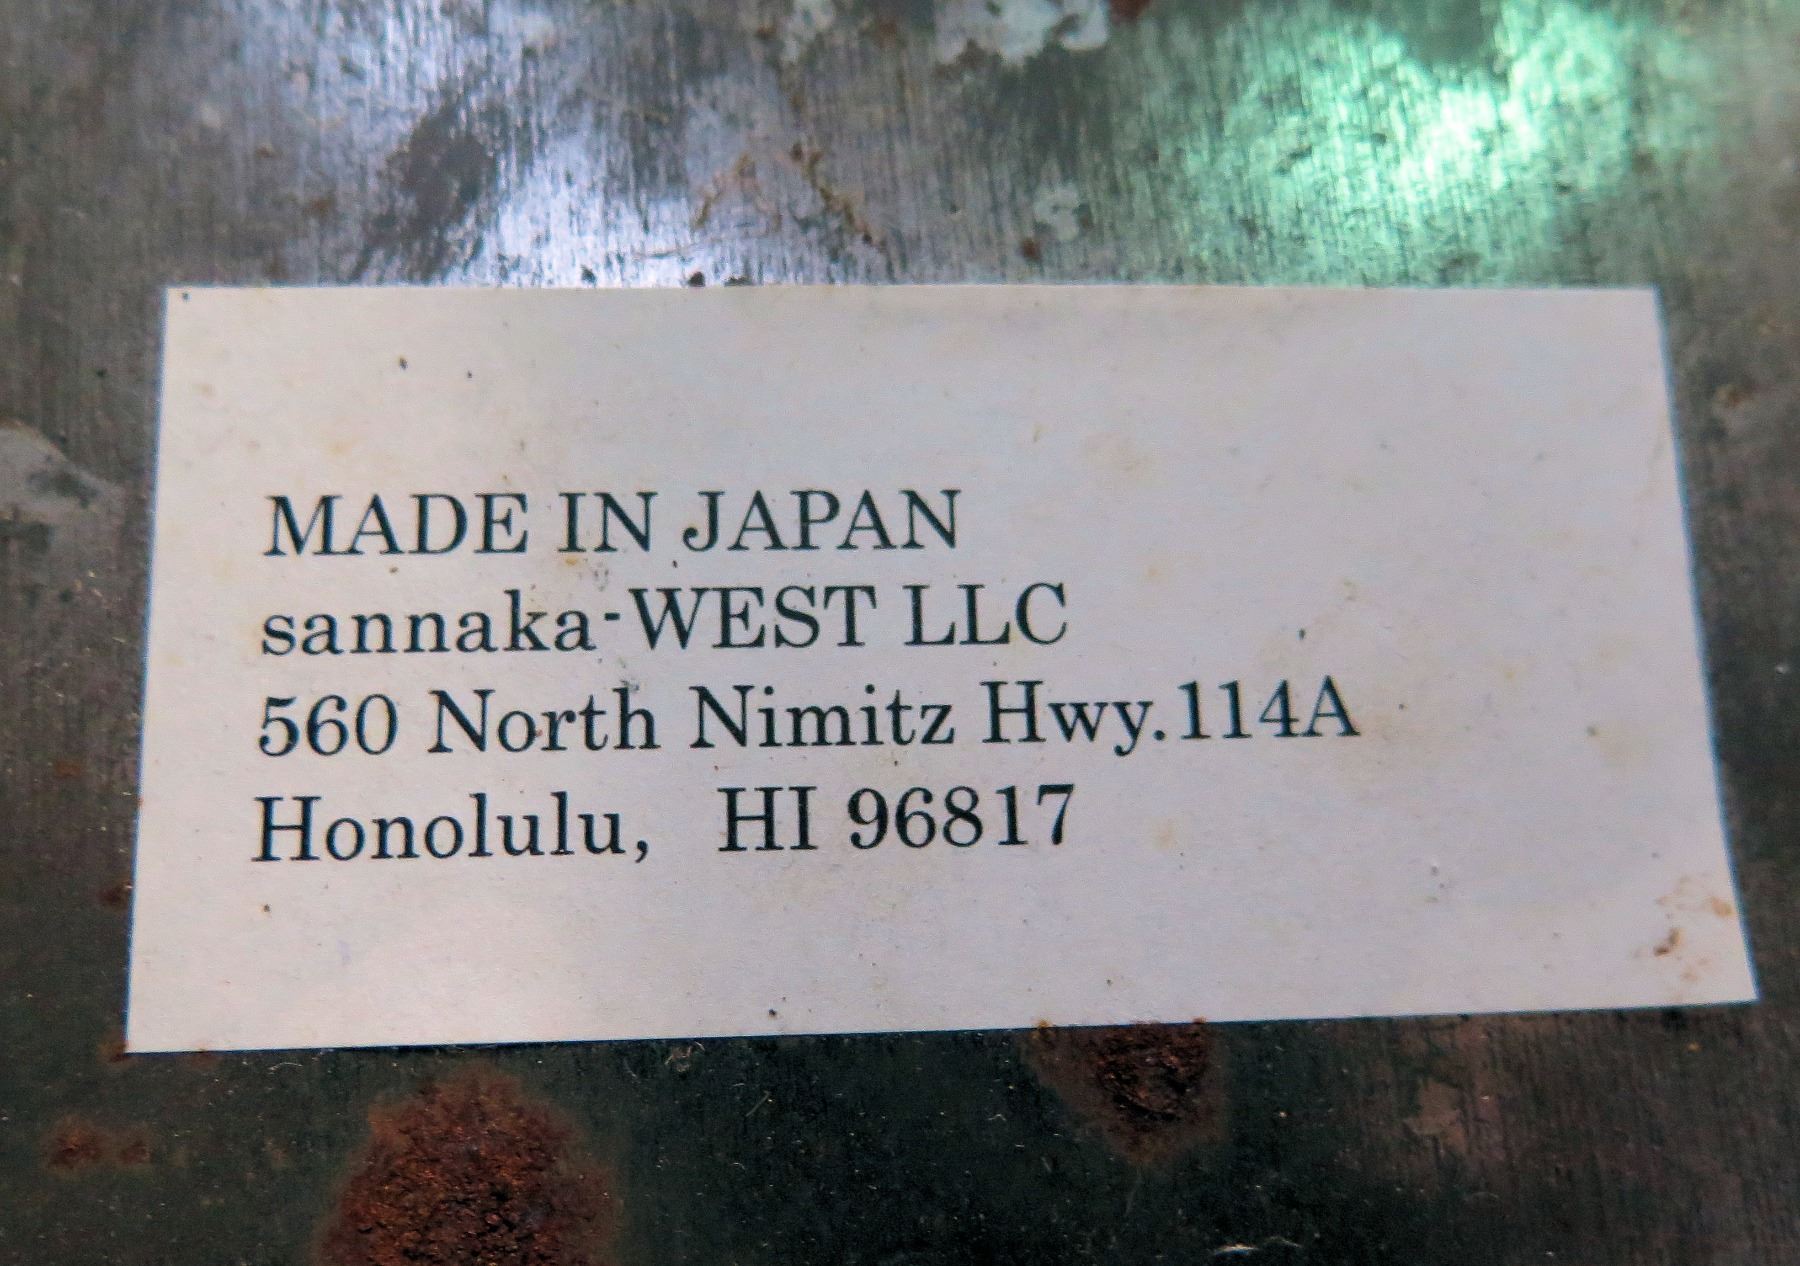 MADE IN JAPAN
sannaka-WEST LLC
560 North Nimitz Hwy.114A
Honolulu, HI 96817